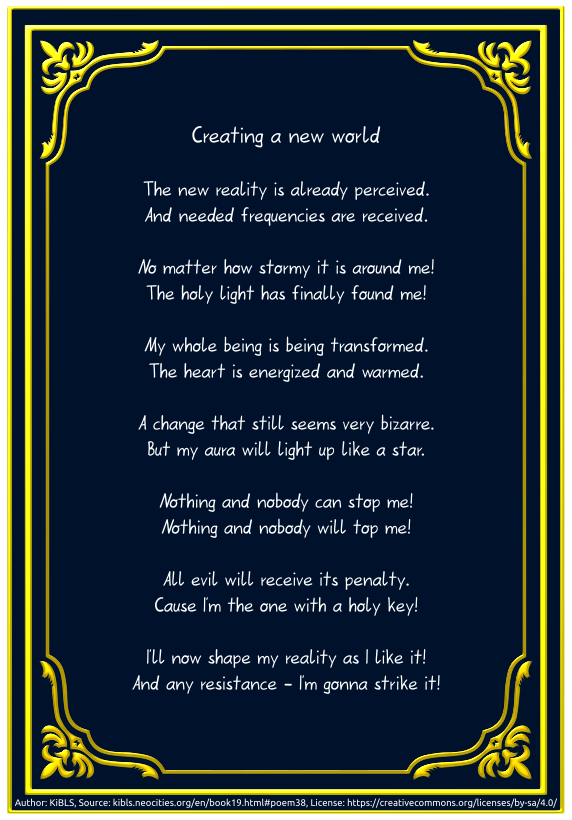 Creating a new world
The new reality is already perceived.
And needed frequencies are received.
No matter how stormy it is around me!
The holy light has finally found me!
My whole being is being transformed.
The heart is energized and warmed.
A change that still seems very bizarre.
But my aura will light up like a star.
Nothing and nobody can stop me!
Nothing and nobody will top me!
All evil will receive its penalty.
Cause I'm the one with a holy key!
I'll now shape my reality as I like it!
And any resistance – I'm gonna strike it!
Author: KiBLS, Source: kibls.neocities.org/en/book19.html#poem38, License: https://creativecommons.org/licenses/by-sa/4.0/